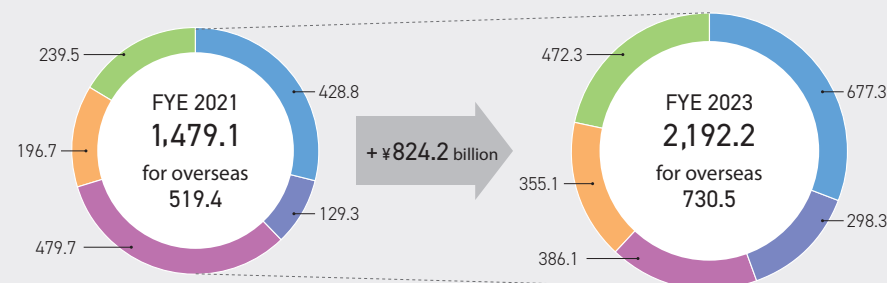 239.5
428.8
FYE 2021
1,479.1
for overseas
519.4
196.7
129.3
479.7
+ ¥824.2 billion
472.3
677.3
FYE 2023
2,192.2
for overseas
730.5
355.1
298.3
386.1